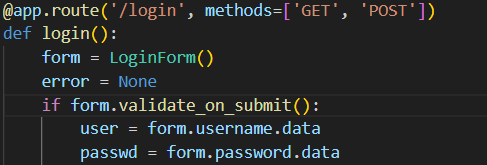 @app.route('/login', methods=['GET', 'POST'])
def login():
    form = LoginForm()
    error = None
    if form.validate_on_submit():
        user = form.username.data
        passwd = form.password.data